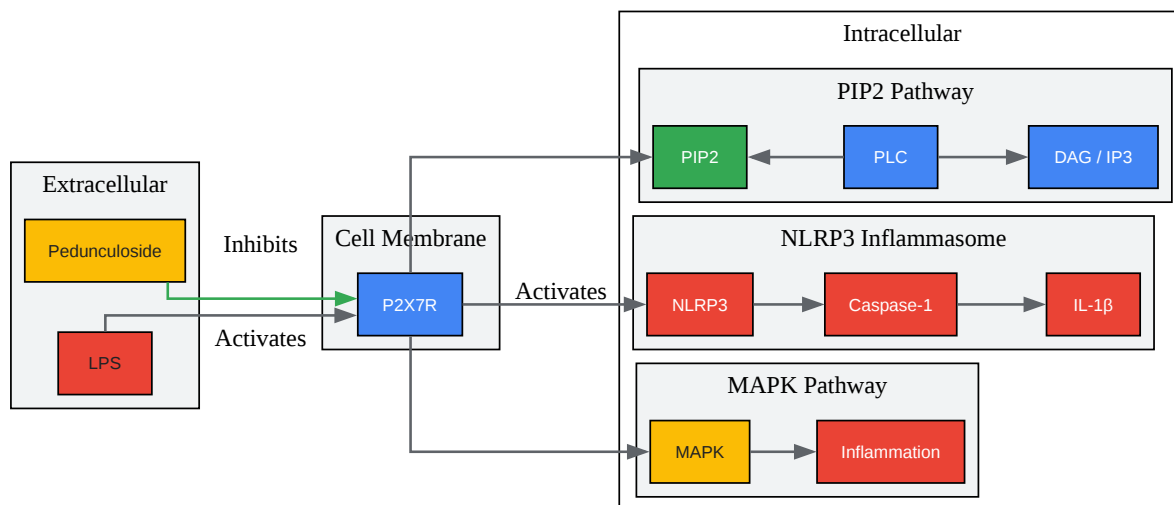 Intracellular
PIP2 Pathway
PIP2
PLC
DAG / IP3
Extracellular
Pedunculoside
LPS
Inhibits
Activates
Cell Membrane
P2X7R
Activates
NLRP3 Inflammasome
NLRP3
Caspase-1
IL-1β
MAPK Pathway
MAPK
Inflammation